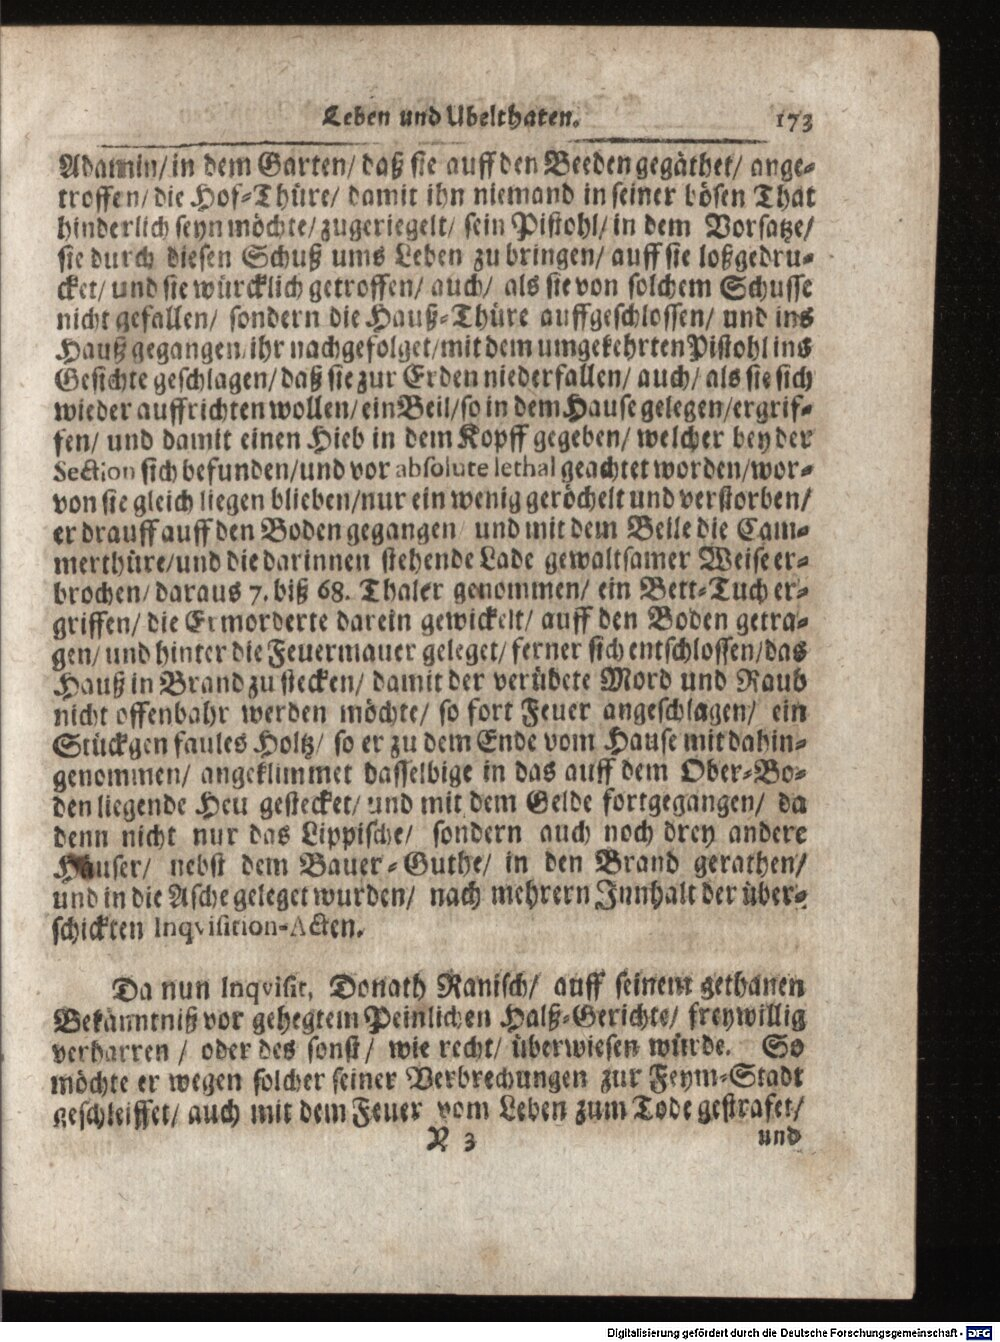 Leben und Ubelthaten. 173
Adamin/ in dem Garten/ daß sie auff den Beeden gegäthet/ ange-
troffen/ die Hof-Thüre/ damit ihn niemand in seiner bösen That
hinderlich seyn möchte/ zugeriegelt/ sein Pistohl/ in dem Vorsatze/
sie durch diesen Schuß ums Leben zu bringen/ auff sie loßgedru-
cket/ und sie würcklich getroffen/ auch/ als sie von solchem Schusse
nicht gefallen/ sondern die Hauß-Thüre auffgeschlossen/ und ins
Hauß gegangen/ ihr nachgefolget/ mit dem umgekehrten Pistohl ins
Gesichte geschlagen/ daß sie zur Erden niederfallen/ auch/ als sie sich
wieder auffrichten wollen/ ein Beil/ so in dem Hause gelegen/ ergrif-
fen/ und damit einen Hieb in dem Kopff gegeben/ welcher bey der
Section sich befunden/ und vor absolute lethal geachtet worden/ wor-
von sie gleich liegen blieben/ nur ein wenig geröchelt und verstorben/
er drauff auff den Boden gegangen/ und mit dem Beile die Cam-
merthüre/ und die darinnen stehende Lade gewaltsamer Weise er-
brochen/ daraus 7. biß 68. Thaler genommen/ ein Bett-Tuch er-
griffen/ die Ermorderte darein gewickelt/ auff den Boden getra-
gen/ und hinter die Feuermauer geleget/ ferner sich entschlossen/ das
Hauß in Brand zu stecken/ damit der verübete Mord und Raub
nicht offenbahr werden möchte/ so fort Feuer angeschlagen/ ein
Stückgen faules Holtz/ so er zu dem Ende vom Hause mit dahin-
genommen/ angeklimmet dasselbige in das auff dem Ober-Bo-
den liegende Heu gestecket/ und mit dem Gelde fortgegangen/ da
denn nicht nur das Lippische/ sondern auch noch drey andere
Häuser/ nebst dem Bauer-Guthe/ in den Brand gerathen/
und in die Asche geleget wurden/ nach mehrern Innhalt der über-
schickten Inqvisition-Acten.
Da nun Inqvisit, Donath Ranisch/ auff seinem gethanen
Bekänntniß vor gehegtem Peinlichen Halß-Gerichte/ freywillig
verharren / oder des sonst/ wie recht/ überwiesen würde. So
möchte er wegen solcher seiner Verbrechungen zur Feym-Stadt
geschleiffet/ auch mit dem Feuer vom Leben zum Tode gestrafet/
Y 3 und
Digitalisierung gefördert durch die Deutsche Forschungsgemeinschaft - DFG